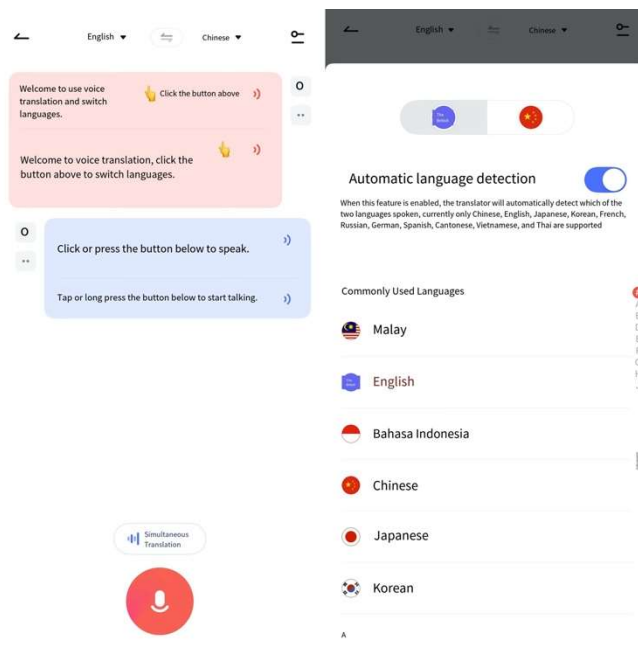 English ▼
Chinese ▼
Welcome to use voice
translation and switch
languages.
Click the button above
Welcome to voice translation, click the
button above to switch languages.
Click or press the button below to speak.
Tap or long press the button below to start talking.
Simultaneous
Translation
English ▼
Chinese ▼
Automatic language detection
When this feature is enabled, the translator will automatically detect which of the
two languages spoken, currently only Chinese, English, Japanese, Korean, French,
Russian, German, Spanish, Cantonese, Vietnamese, and Thai are supported
Commonly Used Languages
Malay
English
Bahasa Indonesia
Chinese
Japanese
Korean
A